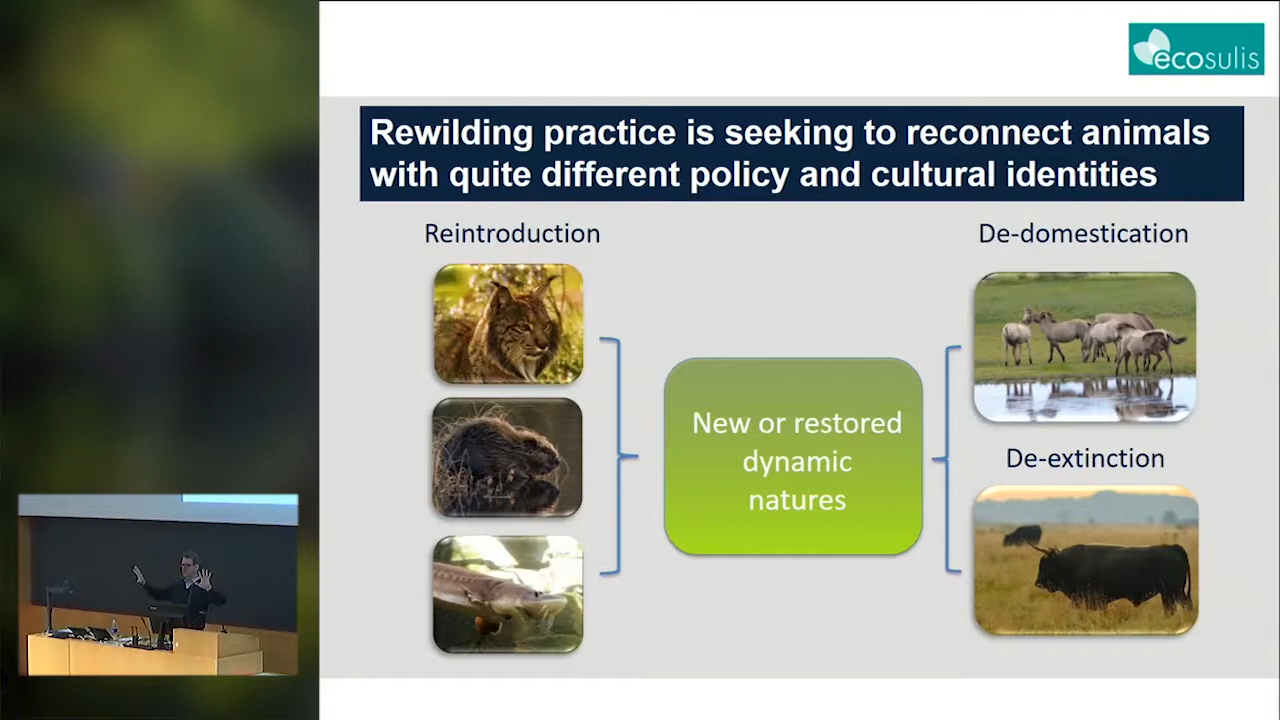 ecosulis
Rewilding practice is seeking to reconnect animals
with quite different policy and cultural identities
Reintroduction
De-domestication
New or restored
dynamic
natures
De-extinction